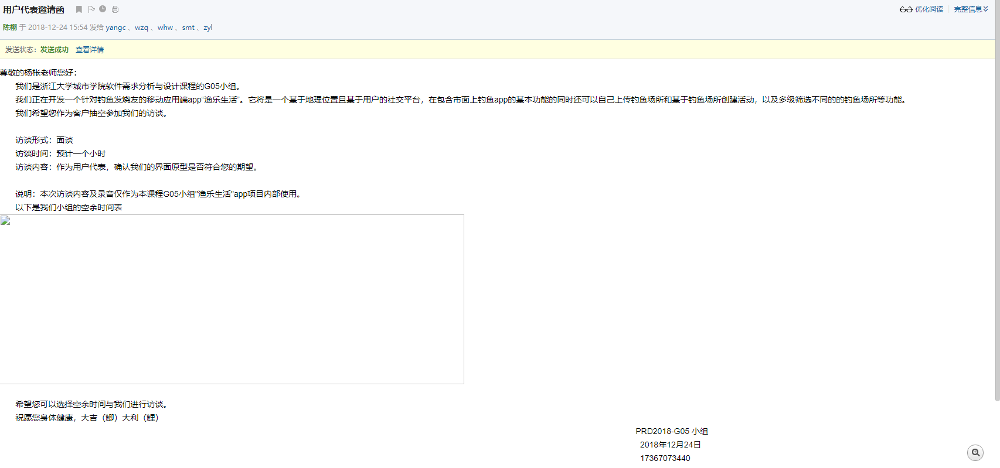 用户代表邀请函
优化阅读 完整信息
陈栩 于 2018-12-24 15:54 发给 yangc 、wzq 、whw 、smt 、zyl
发送状态：发送成功 查看详情
尊敬的杨枨老师您好：
我们是浙江大学城市学院软件需求分析与设计课程的G05小组。
我们正在开发一个针对钓鱼发烧友的移动应用端app“渔乐生活”。它将是一个基于地理位置且基于用户的社交平台，在包含市面上钓鱼app的基本功能的同时还可以自己上传钓鱼场所和基于钓鱼场所创建活动，以及多级筛选不同的的钓鱼场所等功能。
我们希望您作为客户抽空参加我们的访谈。
访谈形式：面谈
访谈时间：预计一个小时
访谈内容：作为用户代表，确认我们的界面原型是否符合您的期望。
说明：本次访谈内容及录音仅作为本课程G05小组"渔乐生活"app项目内部使用。
以下是我们小组的空余时间表
希望您可以选择空余时间与我们进行访谈。
祝愿您身体健康，大吉（鲫）大利（鲤）
PRD2018-G05 小组
2018年12月24日
17367073440